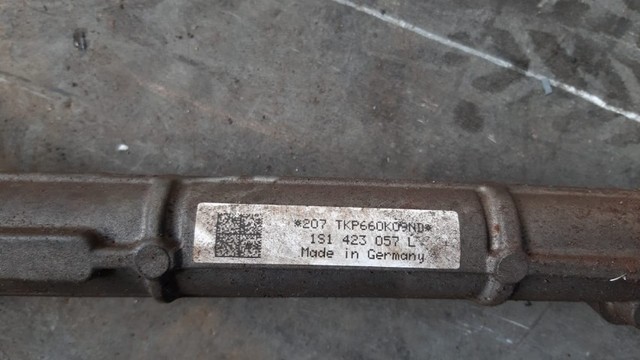 *207 TKP660K09ND*
1S1 423 057 L
Made in Germany